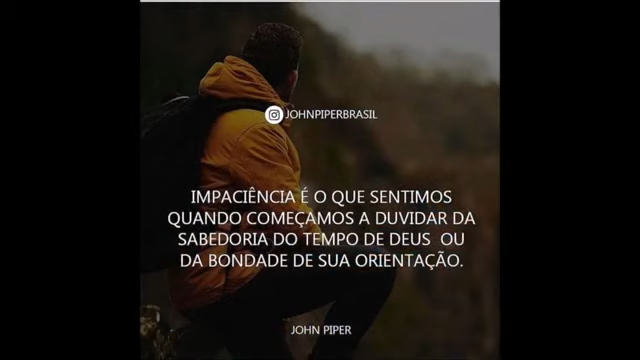 JOHNPIPERBRASIL
IMPACIÊNCIA É O QUE SENTIMOS
QUANDO COMEÇAMOS A DUVIDAR DA
SABEDORIA DO TEMPO DE DEUS OU
DA BONDADE DE SUA ORIENTAÇÃO.
JOHN PIPER